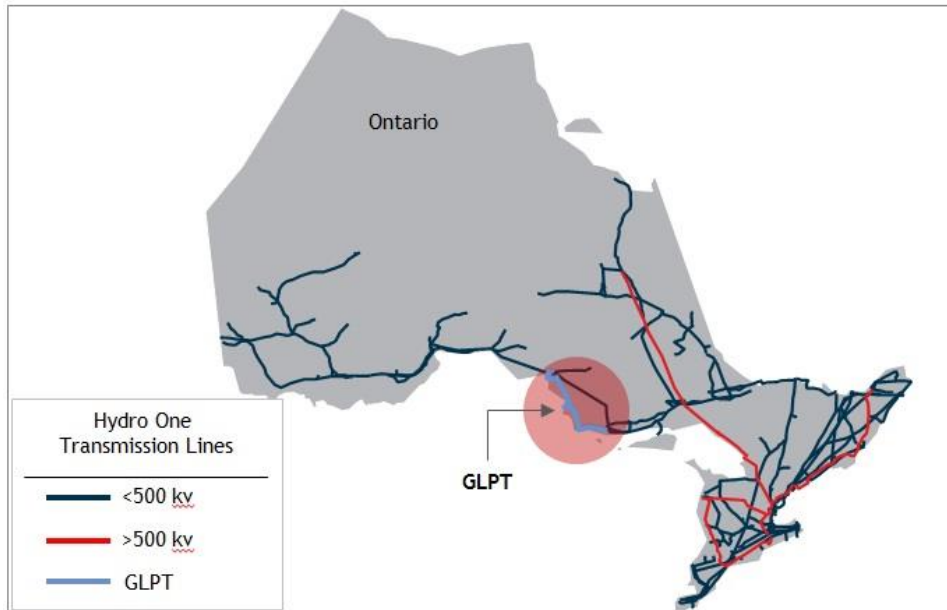 Ontario
GLPT
Hydro One
Transmission Lines
<500 kv
>500 kv
GLPT